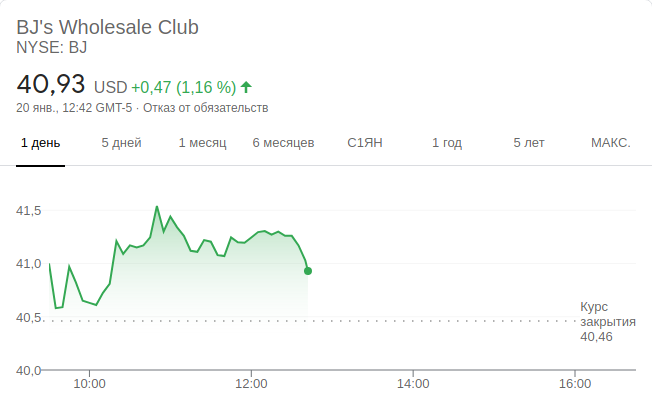 BJ's Wholesale Club
NYSE: BJ
40,93 USD +0,47 (1,16 %)
20 янв., 12:42 GMT-5 · Отказ от обязательств
1 день 5 дней 1 месяц 6 месяцев С1ЯН 1 год 5 лет МАКС.
41,5
41,0
40,5
40,0
Курс
закрытия
40,46
10:00 12:00 14:00 16:00